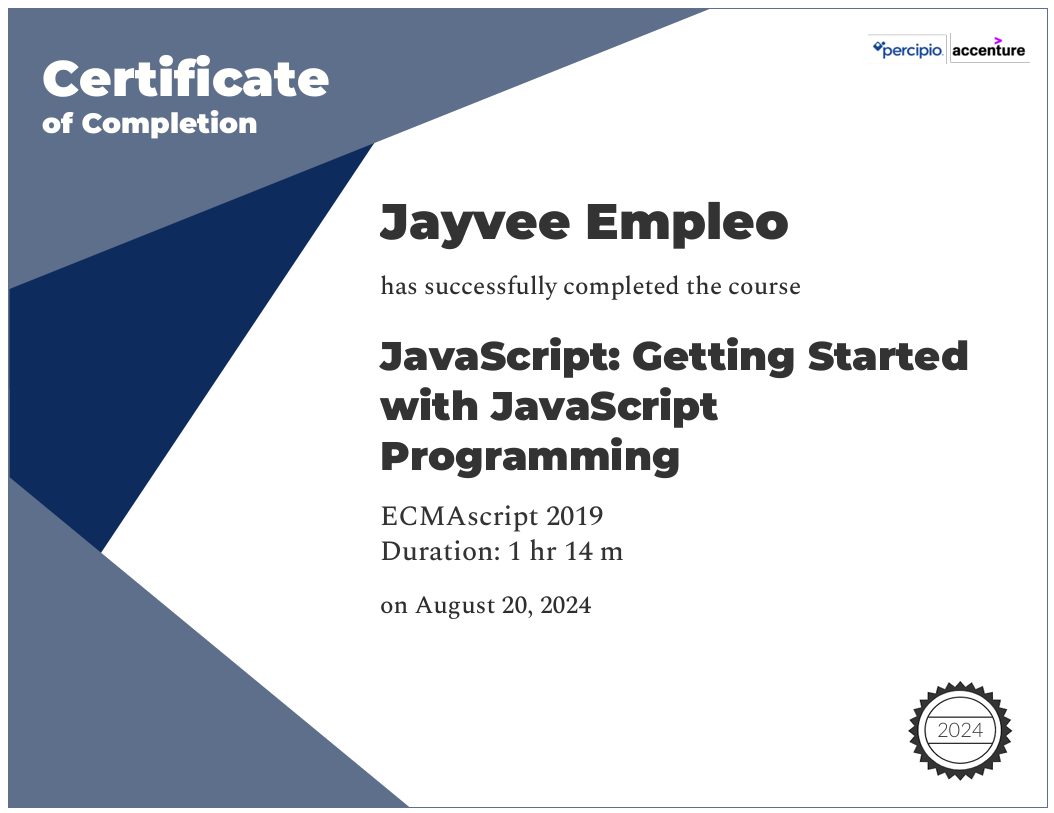 Certificate
of Completion
percipio.
accenture
Jayvee Empleo
has successfully completed the course
JavaScript: Getting Started
with JavaScript
Programming
ECMAscript 2019
Duration: 1 hr 14 m
on August 20, 2024
2024